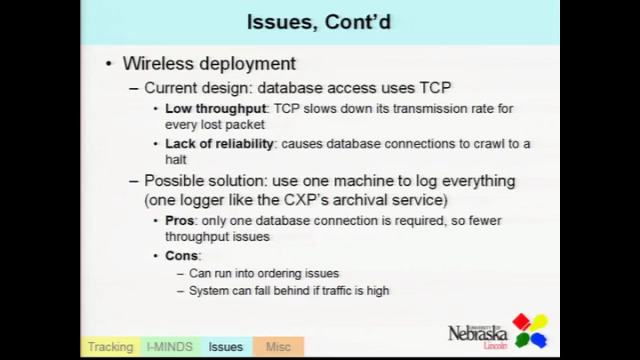 Issues, Cont'd
• Wireless deployment
– Current design: database access uses TCP
• Low throughput: TCP slows down its transmission rate for
every lost packet
• Lack of reliability: causes database connections to crawl to a
halt
– Possible solution: use one machine to log everything
(one logger like the CXP's archival service)
• Pros: only one database connection is required, so fewer
throughput issues
• Cons:
– Can run into ordering issues
– System can fall behind if traffic is high
Tracking I-MINDS Issues Misc
UNIVERSITY OF
Nebraska
Lincoln